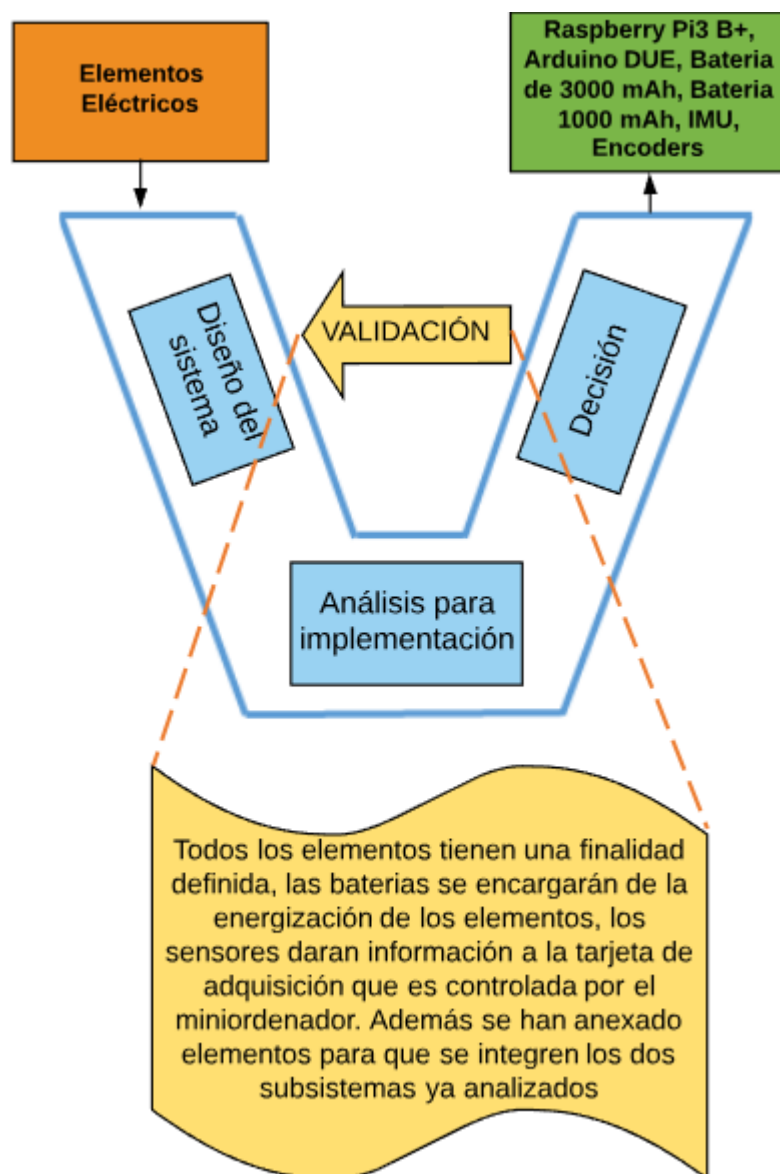 Elementos
Eléctricos
Raspberry Pi3 B+,
Arduino DUE, Bateria
de 3000 mAh, Bateria
1000 mAh, IMU,
Encoders
Diseño del
sistema
VALIDACIÓN
Decisión
Análisis para
implementación
Todos los elementos tienen una finalidad
definida, las baterias se encargarán de la
energización de los elementos, los
sensores daran información a la tarjeta de
adquisición que es controlada por el
miniordenador. Además se han anexado
elementos para que se integren los dos
subsistemas ya analizados